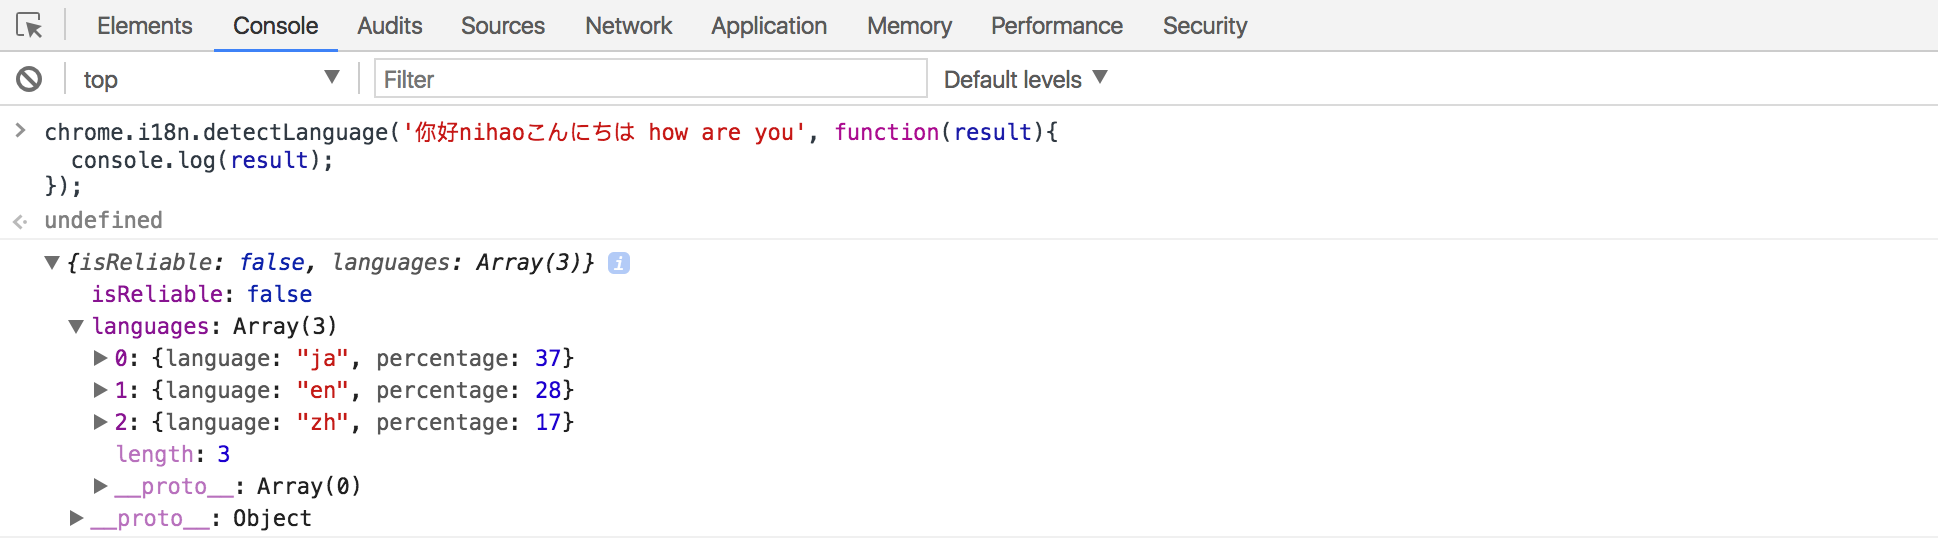 Elements Console Audits Sources Network Application Memory Performance Security
top Filter Default levels
chrome.i18n.detectLanguage('你好nihaoこんにちは how are you', function(result){
console.log(result);
});
undefined
{isReliable: false, languages: Array(3)} i
isReliable: false
languages: Array(3)
0: {language: "ja", percentage: 37}
1: {language: "en", percentage: 28}
2: {language: "zh", percentage: 17}
length: 3
__proto__: Array(0)
__proto__: Object